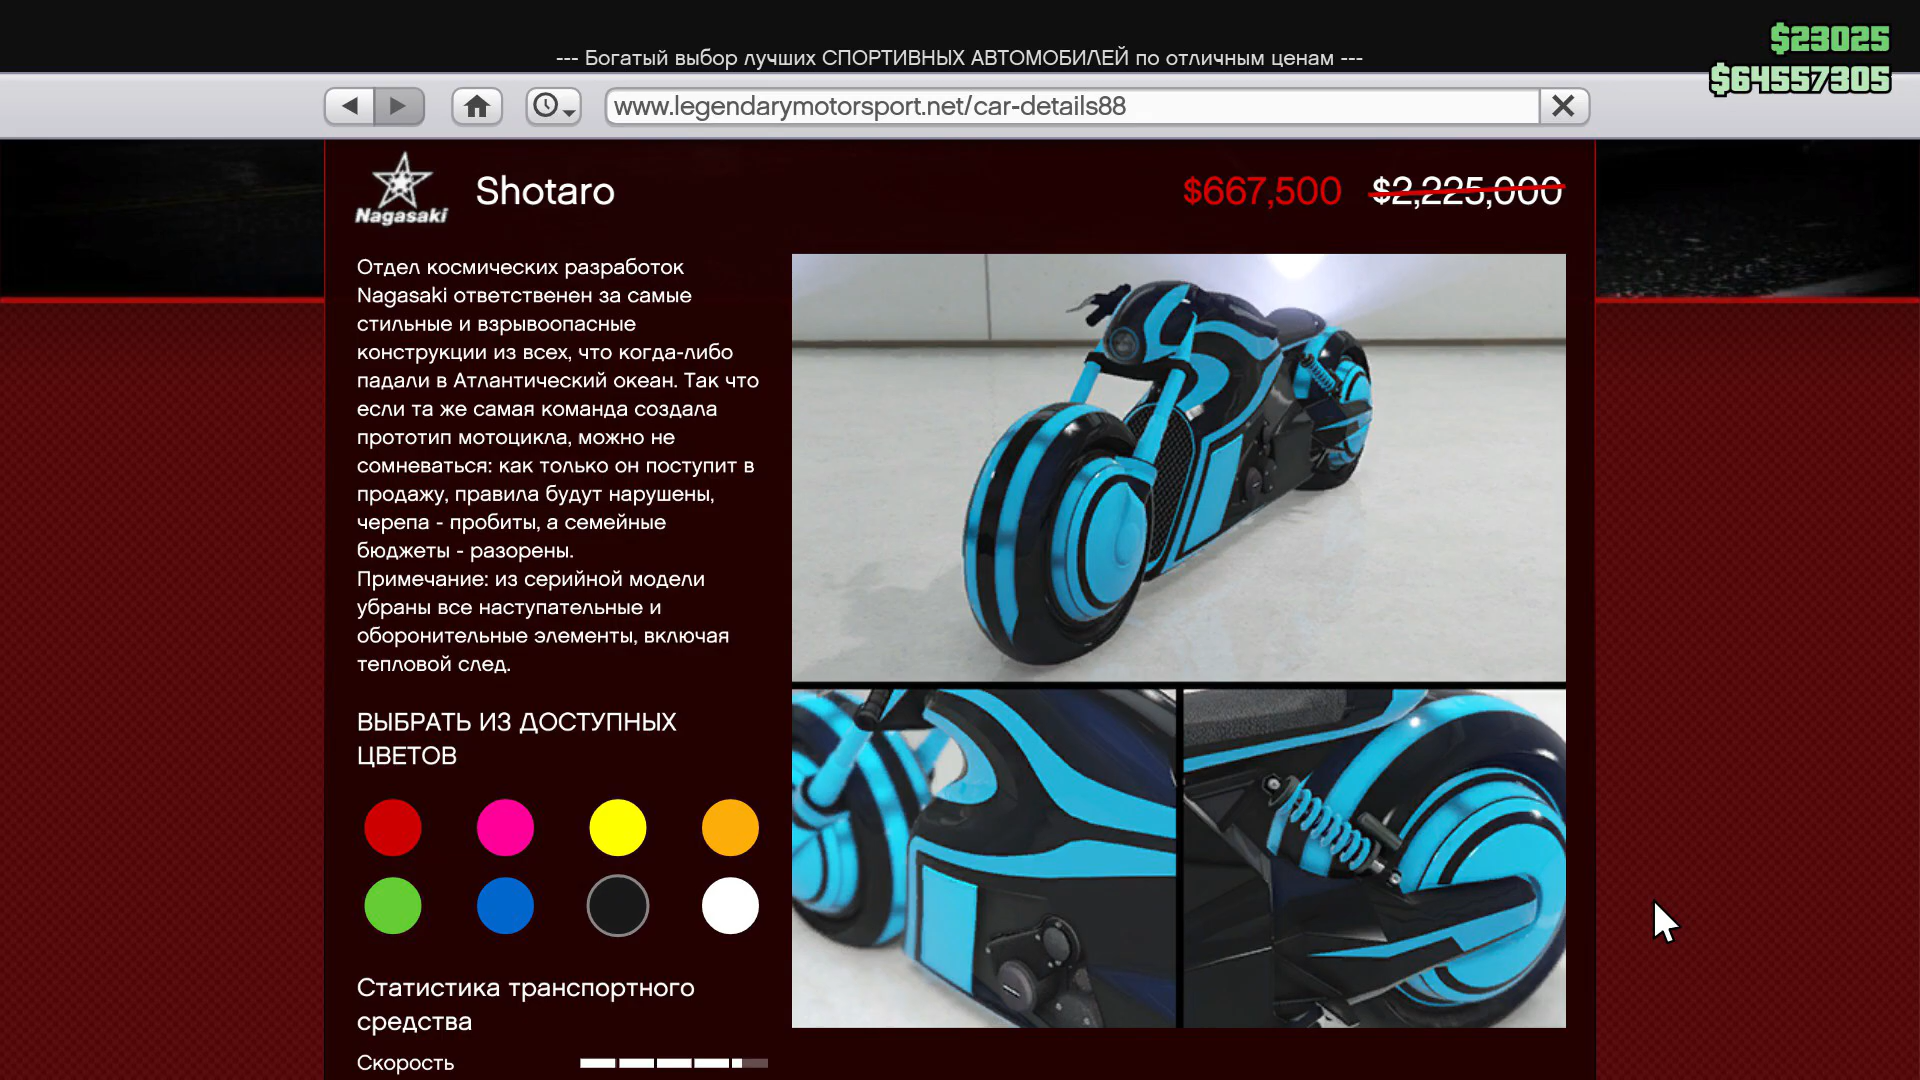 --- Богатый выбор лучших СПОРТИВНЫХ АВТОМОБИЛЕЙ по отличным ценам ---
$23025
$64557305
www.legendarymotorsport.net/car-details88
Nagasaki
Shotaro
$667,500 $2,225,000
Отдел космических разработок
Nagasaki ответственен за самые
стильные и взрывоопасные
конструкции из всех, что когда-либо
падали в Атлантический океан. Так что
если та же самая команда создала
прототип мотоцикла, можно не
сомневаться: как только он поступит в
продажу, правила будут нарушены,
черепа - пробиты, а семейные
бюджеты - разорены.
Примечание: из серийной модели
убраны все наступательные и
оборонительные элементы, включая
тепловой след.
ВЫБРАТЬ ИЗ ДОСТУПНЫХ
ЦВЕТОВ
Статистика транспортного
средства
Скорость